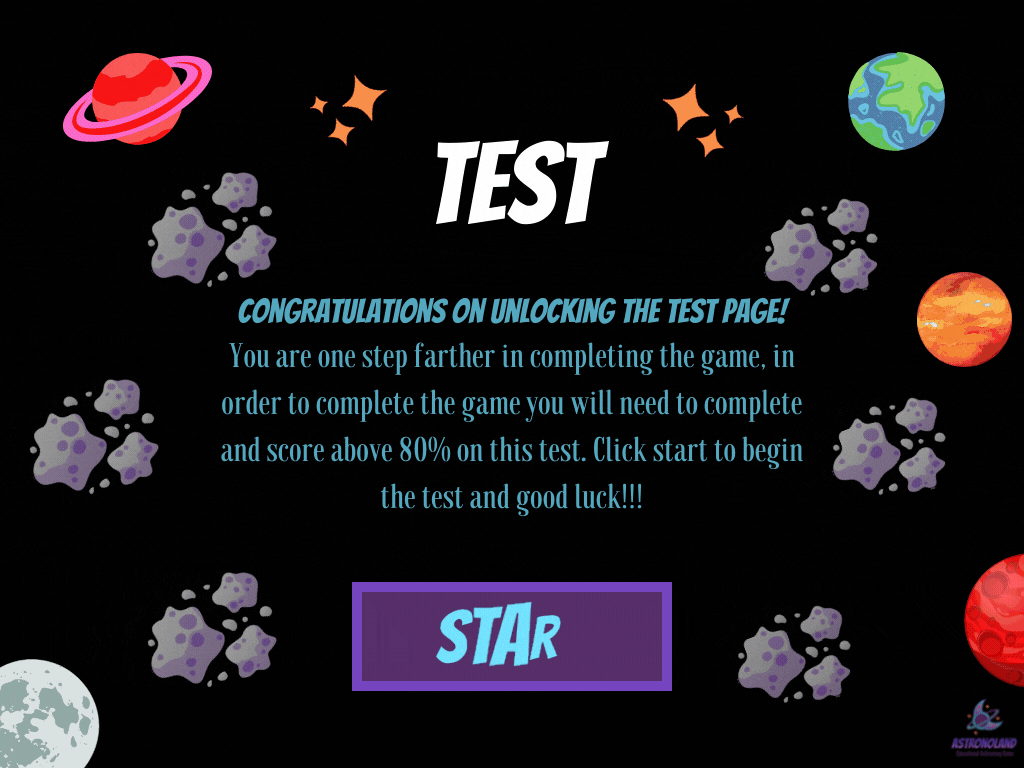 TEST
CONGRATULATIONS ON UNLOCKING THE TEST PAGE!
You are one step farther in completing the game, in
order to complete the game you will need to complete
and score above 80% on this test. Click start to begin
the test and good luck!!!
STAR
ASTRONOLAND